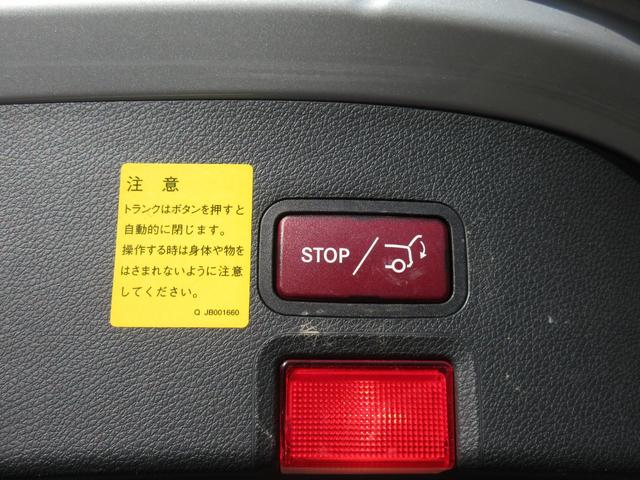 注 意
トランクはボタンを押すと
自動的に閉じます。
操作する時は身体や物を
はさまれないように注意
してください。
Q JB001660
STOP /